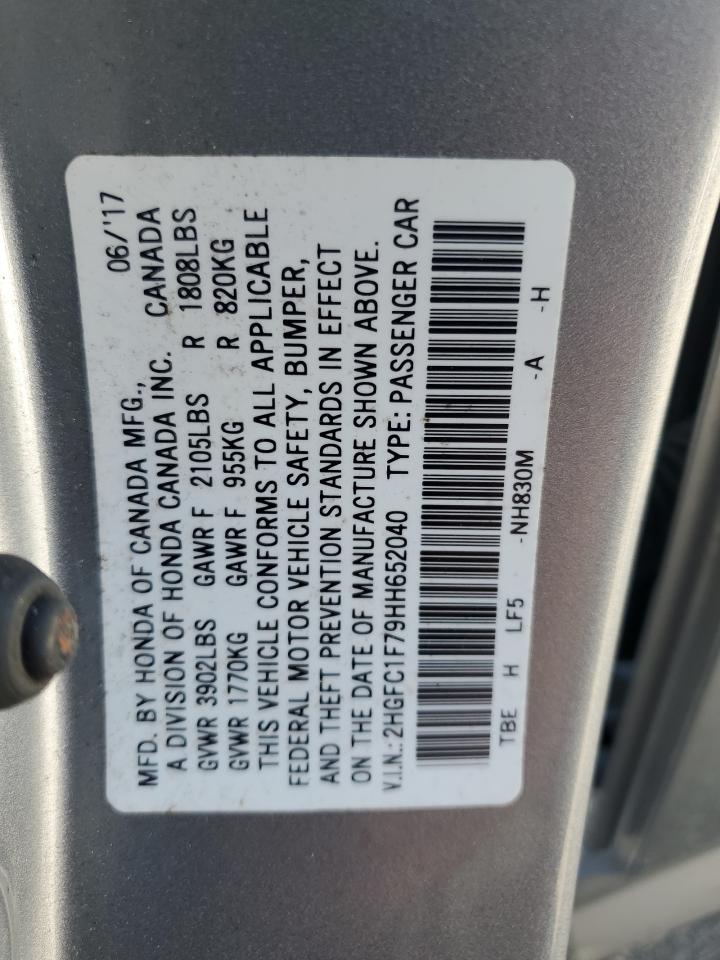 06/'17
MFD. BY HONDA OF CANADA MFG.,
A DIVISION OF HONDA CANADA INC. CANADA
GVWR 3902LBS GAWR F 2105LBS R 1808LBS
GVWR 1770KG GAWR F 955KG R 820KG
THIS VEHICLE CONFORMS TO ALL APPLICABLE
FEDERAL MOTOR VEHICLE SAFETY, BUMPER,
AND THEFT PREVENTION STANDARDS IN EFFECT
ON THE DATE OF MANUFACTURE SHOWN ABOVE.
V.I.N.: 2HGFC1F79HH652040 TYPE: PASSENGER CAR
TBE H LF5 -NH830M -A -H